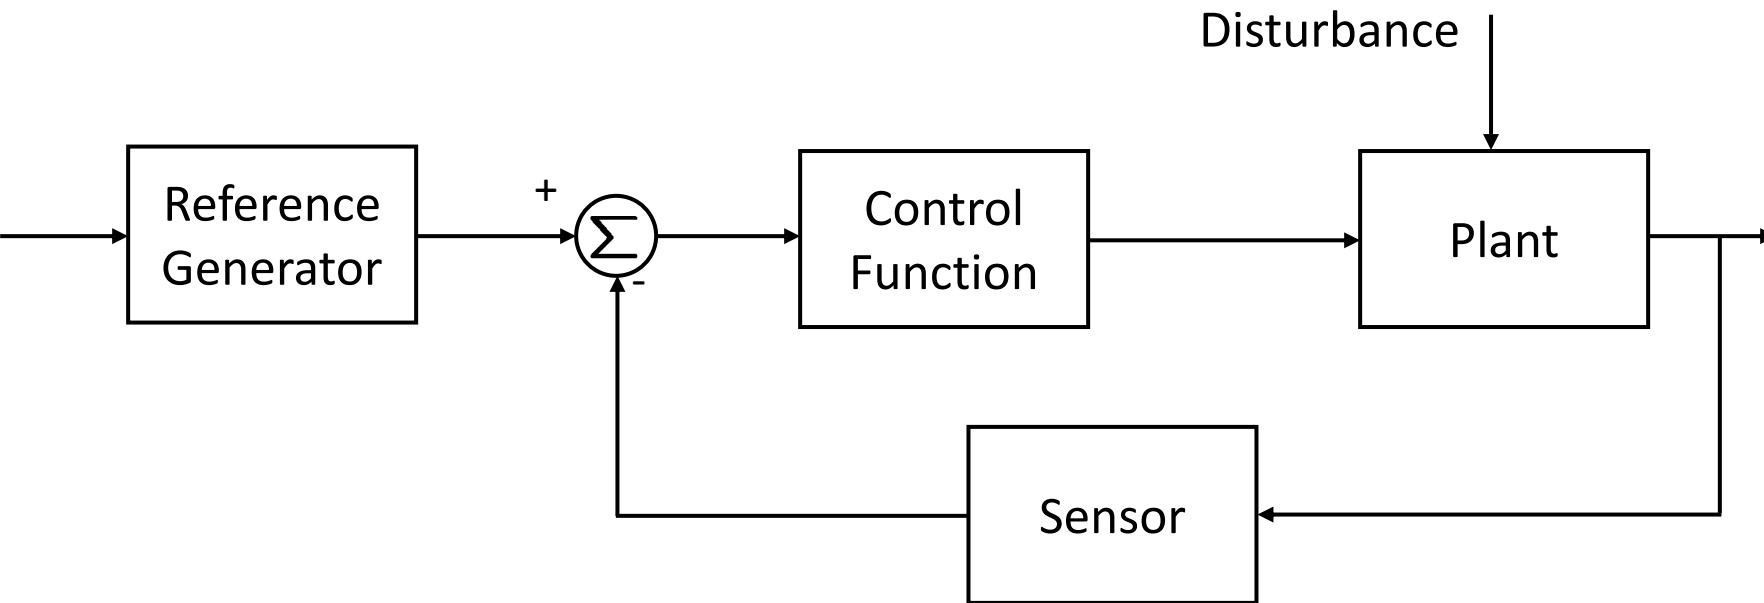 Disturbance
Reference
Generator
+
Σ
-
Control
Function
Plant
Sensor